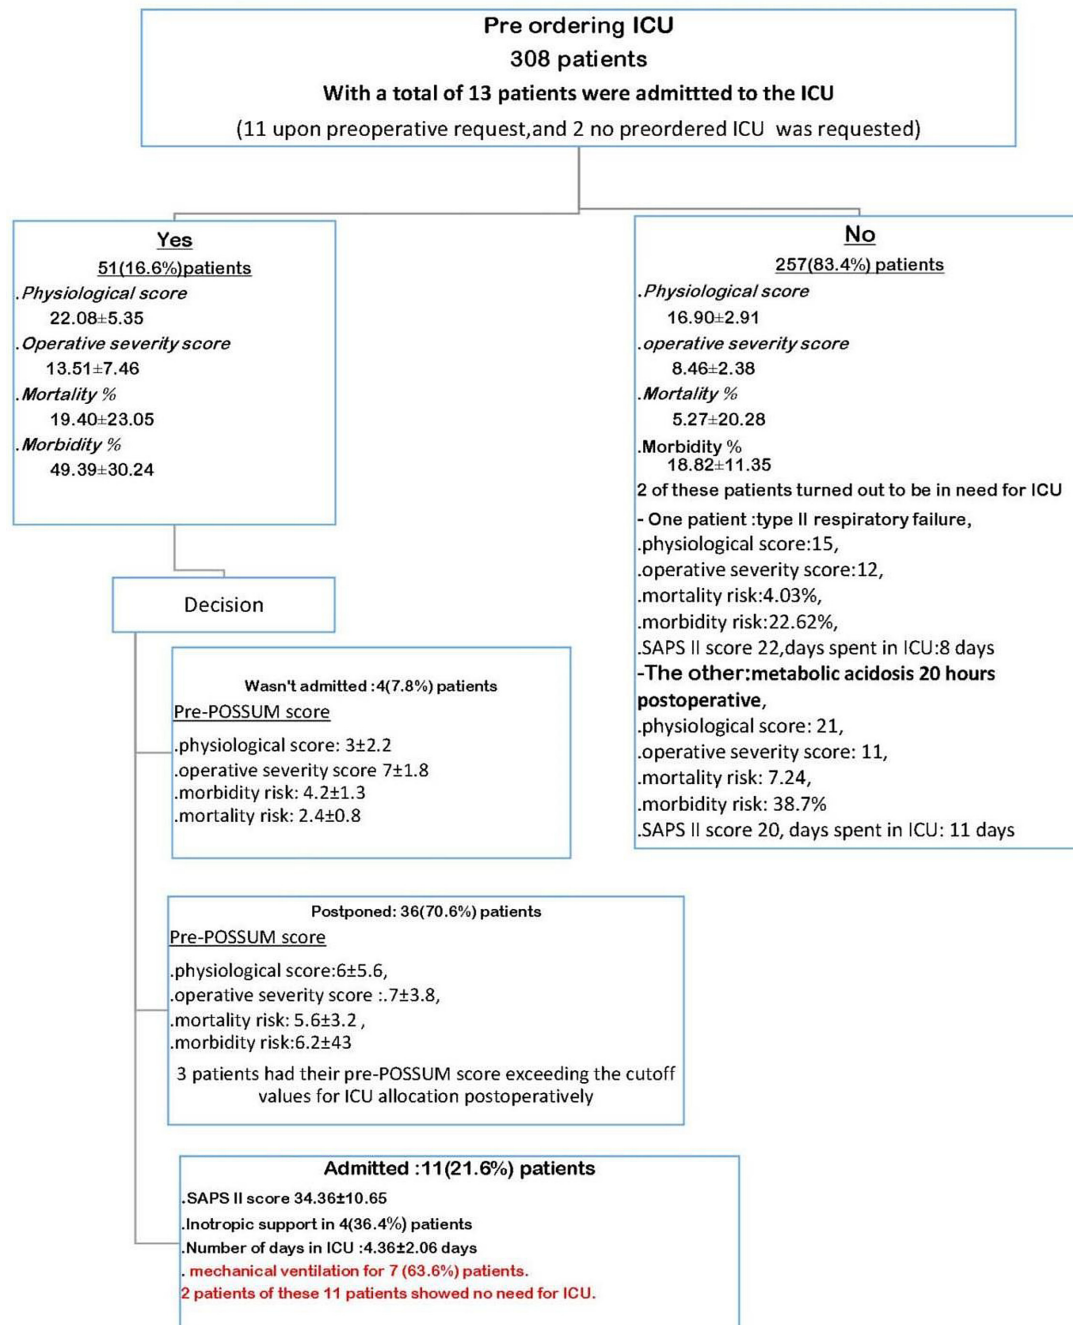 Pre ordering ICU
308 patients
With a total of 13 patients were admittted to the ICU
(11 upon preoperative request,and 2 no preordered ICU was requested)
Yes
51(16.6%)patients
.Physiological score
22.08±5.35
.Operative severity score
13.51±7.46
.Mortality %
19.40±23.05
.Morbidity %
49.39±30.24
No
257(83.4%) patients
.Physiological score
16.90±2.91
.operative severity score
8.46±2.38
.Mortality %
5.27±20.28
.Morbidity %
18.82±11.35
2 of these patients turned out to be in need for ICU
- One patient :type II respiratory failure,
.physiological score:15,
.operative severity score:12,
.mortality risk:4.03%,
.morbidity risk:22.62%,
.SAPS II score 22,days spent in ICU:8 days
-The other:metabolic acidosis 20 hours
postoperative,
.physiological score: 21,
.operative severity score: 11,
.mortality risk: 7.24,
.morbidity risk: 38.7%
.SAPS II score 20, days spent in ICU: 11 days
Decision
Wasn't admitted :4(7.8%) patients
Pre-POSSUM score
.physiological score: 3±2.2
.operative severity score 7±1.8
.morbidity risk: 4.2±1.3
.mortality risk: 2.4±0.8
Postponed: 36(70.6%) patients
Pre-POSSUM score
.physiological score:6±5.6,
.operative severity score :.7±3.8,
.mortality risk: 5.6±3.2 ,
.morbidity risk:6.2±43
3 patients had their pre-POSSUM score exceeding the cutoff
values for ICU allocation postoperatively
Admitted :11(21.6%) patients
.SAPS II score 34.36±10.65
.Inotropic support in 4(36.4%) patients
.Number of days in ICU :4.36±2.06 days
. mechanical ventilation for 7 (63.6%) patients.
2 patients of these 11 patients showed no need for ICU.